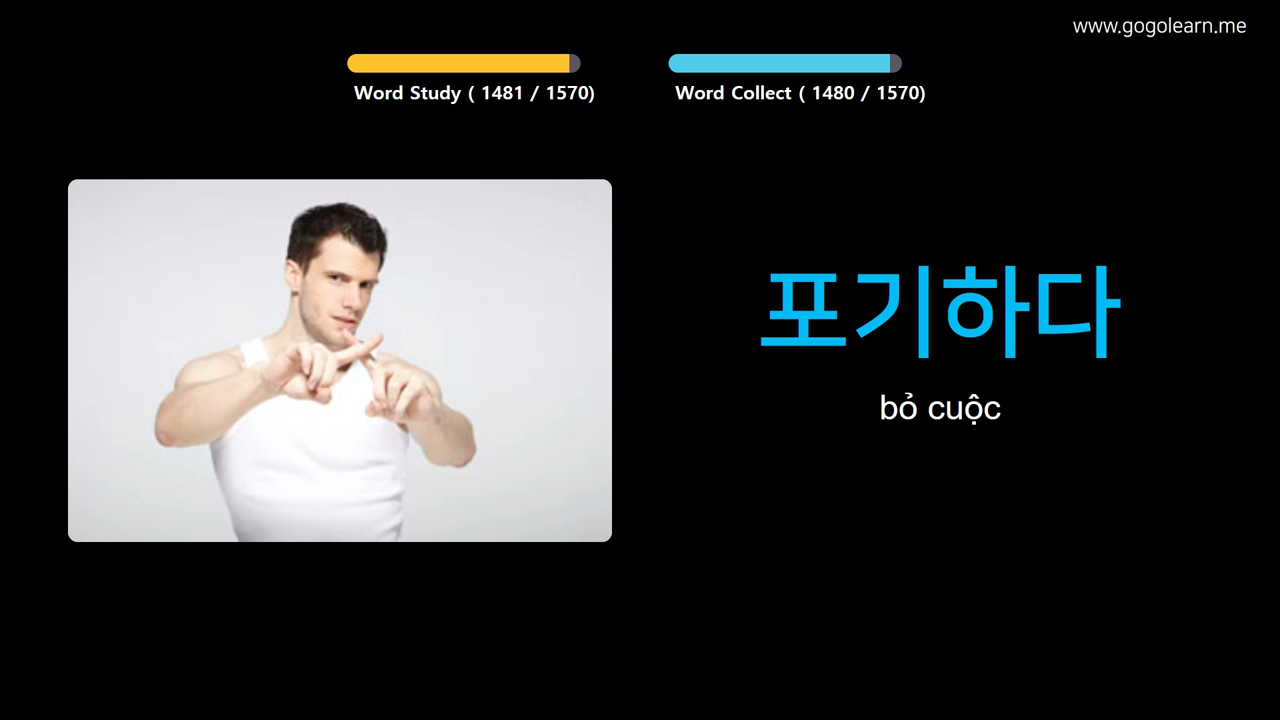 www.gogolearn.me
Word Study ( 1481 / 1570)
Word Collect ( 1480 / 1570)
포기하다
bỏ cuộc